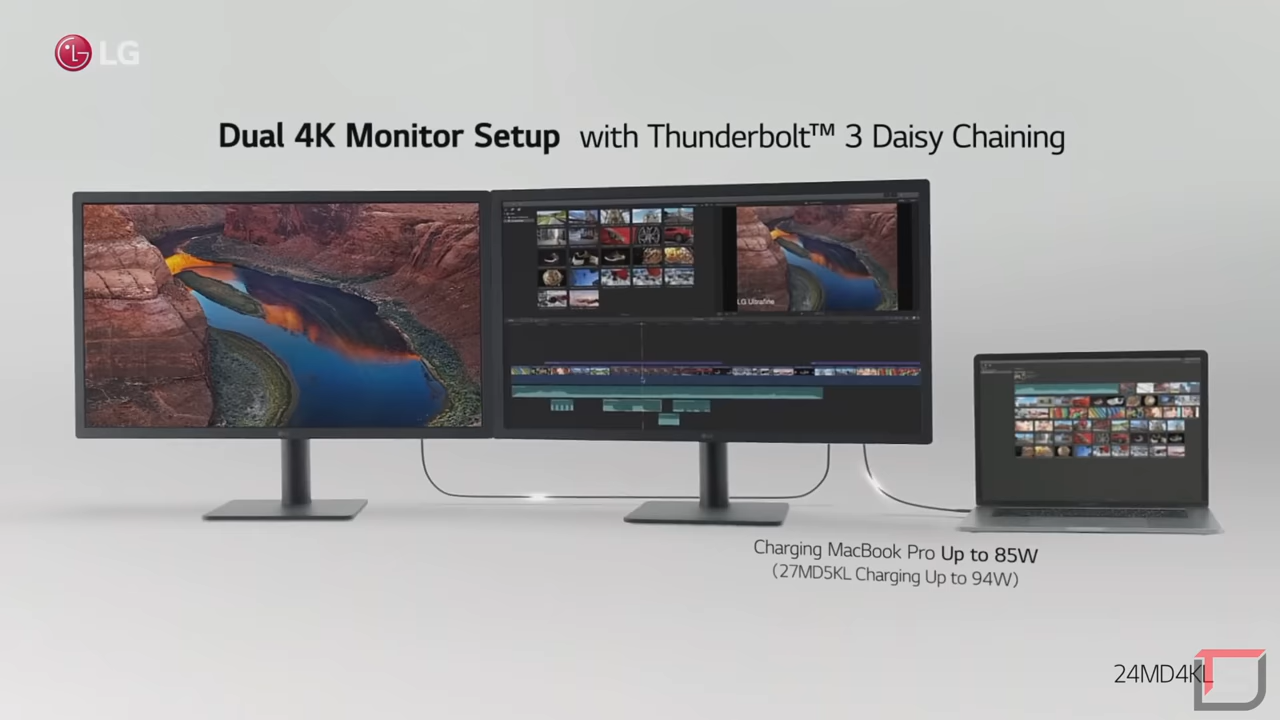 LG
Dual 4K Monitor Setup with Thunderbolt™ 3 Daisy Chaining
LG Ultrafine
Charging MacBook Pro Up to 85W
(27MD5KL Charging Up to 94W)
24MD4KL